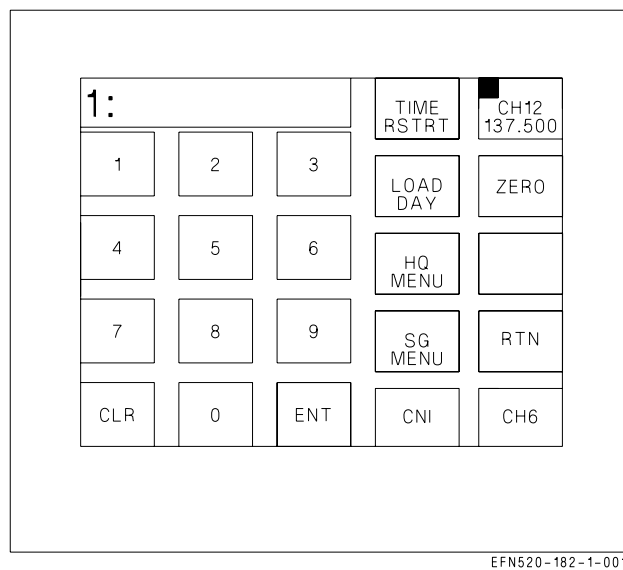 1:
TIME
RSTRT
CH12
137.500
1
2
3
LOAD
DAY
ZERO
4
5
6
HQ
MENU
7
8
9
SG
MENU
RTN
CLR
0
ENT
CNI
CH6
EFN520-182-1-001